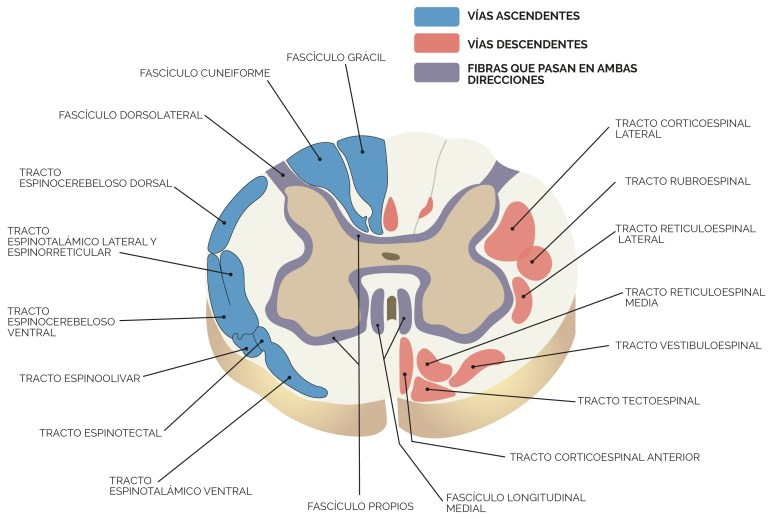 VÍAS ASCENDENTES
VÍAS DESCENDENTES
FIBRAS QUE PASAN EN AMBAS
DIRECCIONES
FASCÍCULO GRÁCIL
FASCÍCULO CUNEIFORME
FASCÍCULO DORSOLATERAL
TRACTO
ESPINOCEREBELOSO DORSAL
TRACTO
ESPINOTALÁMICO LATERAL Y
ESPINORRETICULAR
TRACTO
ESPINOCEREBELOSO
VENTRAL
TRACTO ESPINOOLIVAR
TRACTO ESPINOTECTAL
TRACTO
ESPINOTALÁMICO VENTRAL
TRACTO CORTICOESPINAL
LATERAL
TRACTO RUBROESPINAL
TRACTO RETICULOESPINAL
LATERAL
TRACTO RETICULOESPINAL
MEDIA
TRACTO VESTIBULOESPINAL
TRACTO TECTOESPINAL
TRACTO CORTICOESPINAL ANTERIOR
FASCÍCULO LONGITUDINAL
MEDIAL
FASCÍCULO PROPIOS